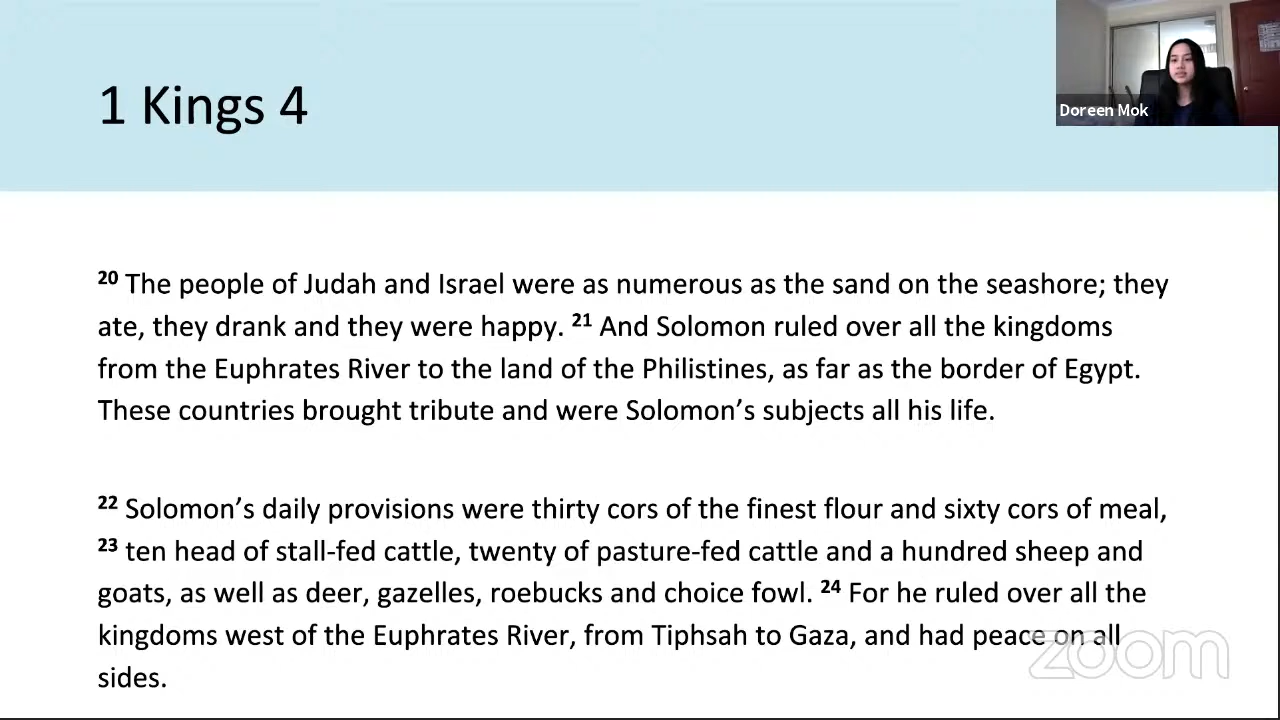 1 Kings 4
Doreen Mok
20 The people of Judah and Israel were as numerous as the sand on the seashore; they
ate, they drank and they were happy. 21 And Solomon ruled over all the kingdoms
from the Euphrates River to the land of the Philistines, as far as the border of Egypt.
These countries brought tribute and were Solomon’s subjects all his life.
22 Solomon’s daily provisions were thirty cors of the finest flour and sixty cors of meal,
23 ten head of stall-fed cattle, twenty of pasture-fed cattle and a hundred sheep and
goats, as well as deer, gazelles, roebucks and choice fowl. 24 For he ruled over all the
kingdoms west of the Euphrates River, from Tiphsah to Gaza, and had peace on all
sides.
zoom